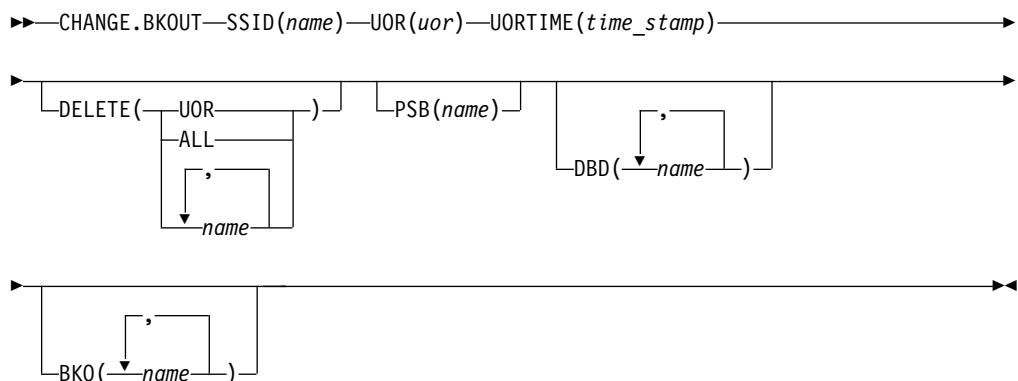 CHANGE.BKOUT SSID(name) UOR(uor) UORTIME(time_stamp)
DELETE( UOR ) PSB(name)
ALL ,
, DBD( name )
name
,
BKO( name )